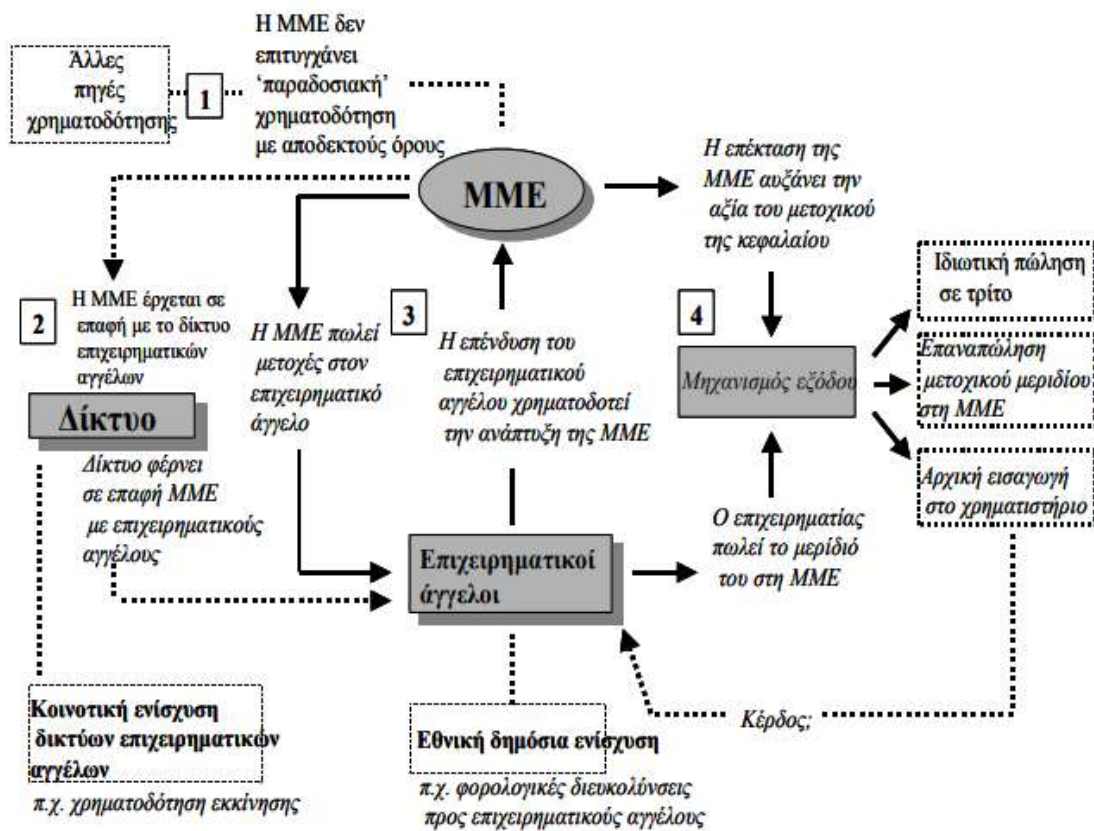 Άλλες
πηγές
χρηματοδότησης
1
Η ΜΜΕ δεν
επιτυγχάνει
‘παραδοσιακή’
χρηματοδότηση
με αποδεκτούς όρους
ΜΜΕ
Η επέκταση της
ΜΜΕ αυξάνει την
αξία του μετοχικού
της κεφαλαίου
2
Η ΜΜΕ έρχεται σε
επαφή με το δίκτυο
επιχειρηματικών
αγγέλων
Η ΜΜΕ πωλεί
μετοχές στον
επιχειρηματικό
άγγελο
3
Η επένδυση του
επιχειρηματικού
αγγέλου χρηματοδοτεί
την ανάπτυξη της ΜΜΕ
4
Μηχανισμός εξόδου
Ιδιωτική πώληση
σε τρίτο
Επαναπώληση
μετοχικού μεριδίου
στη ΜΜΕ
Αρχική εισαγωγή
στο χρηματιστήριο
Δίκτυο
Δίκτυο φέρνει
σε επαφή ΜΜΕ
με επιχειρηματικούς
αγγέλους
Επιχειρηματικοί
άγγελοι
Ο επιχειρηματίας
πωλεί το μερίδιό
του στη ΜΜΕ
Κέρδος;
Κοινοτική ενίσχυση
δικτύων επιχειρηματικών
αγγέλων
π.χ. χρηματοδότηση εκκίνησης
Εθνική δημόσια ενίσχυση
π.χ. φορολογικές διευκολύνσεις
προς επιχειρηματικούς αγγέλους